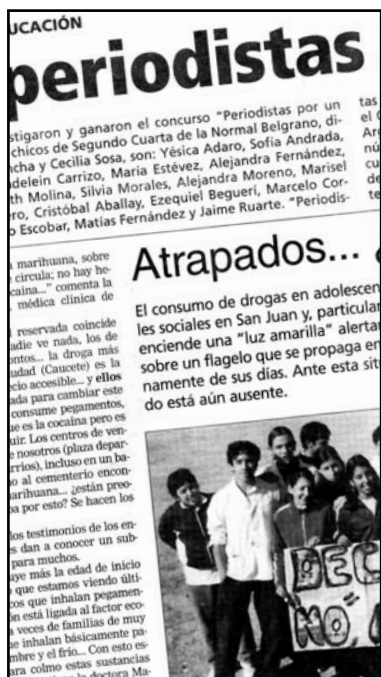 UCACIÓN
periodistas
stigaron y ganaron el concurso "Periodistas por un
chicos de Segundo Cuarta de la Normal Belgrano, di-
ncha y Cecilia Sosa, son: Yésica Adaro, Sofía Andrada,
adelein Carrizo, María Estévez, Alejandra Fernández,
th Molina, Silvia Morales, Alejandra Moreno, Marisel
ero, Cristóbal Aballay, Ezequiel Begueri, Marcelo Cor-
o Escobar, Matías Fernández y Jaime Ruarte. "Periodis-
tas
el
Ar
nú
cu
de
te
a marihuana, sobre
circula; no hay he-
caína..." comenta la
médica clínica de
l reservada coincide
adie ve nada, los de
ntos... la droga más
udad (Caucete) es la
cio accesible... y ellos
ada para cambiar este
consume pegamentos,
ue es la cocaína pero es
uir. Los centros de ven-
e nosotros (plaza depar-
rrios), incluso en un ba-
o al cementerio encon-
arihuana... ¿están preo-
pa por esto? Se hacen los
los testimonios de los en-
s dan a conocer un sub-
para muchos.
uye más la edad de inicio
o que estamos viendo últi-
cos que inhalan pegamen-
ón está ligada al factor eco-
a veces de familias de muy
e inhalan básicamente pa-
mbre y el frío... Con esto es-
ara colmo estas sustancias
la doctora Ma-
Atrapados...
El consumo de drogas en adolescen
les sociales en San Juan y, particular
enciende una "luz amarilla" alertar
sobre un flagelo que se propaga en
namente de sus días. Ante esta sit
do está aún ausente.
DEC
NO A